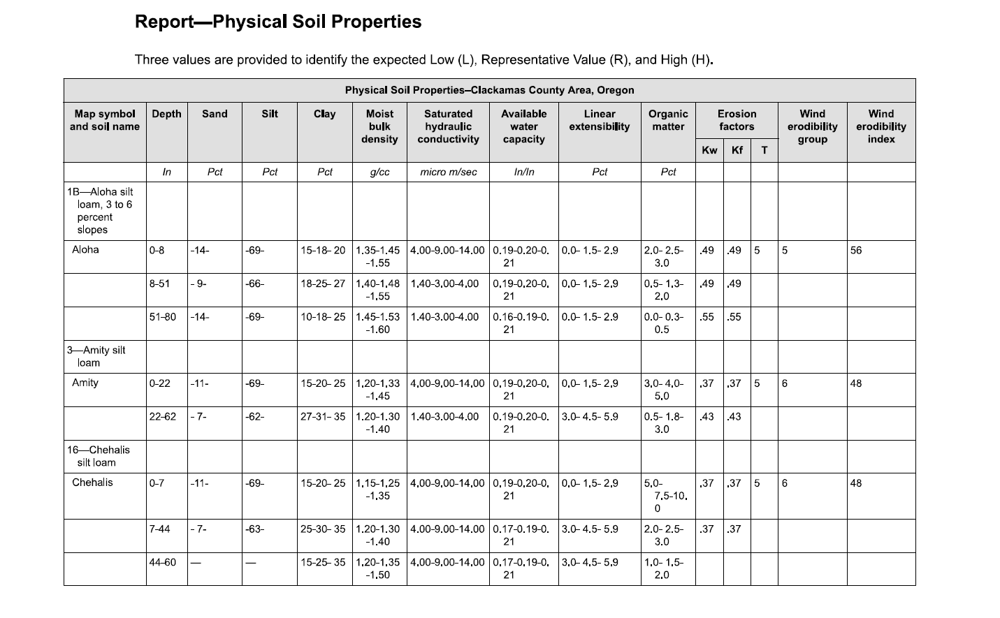 Report—Physical Soil Properties
Three values are provided to identify the expected Low (L), Representative Value (R), and High (H).
Physical Soil Properties–Clackamas County Area, Oregon
Map symbol and soil name Depth Sand Silt Clay Moist bulk density Saturated hydraulic conductivity Available water capacity Linear extensibility Organic matter Erosion factors Wind erodibility group Wind erodibility index
Kw Kf T
In Pct Pct Pct g/cc micro m/sec In/In Pct Pct
1B—Aloha silt
loam, 3 to 6
percent
slopes
Aloha 0-8 -14- -69- 15-18- 20 1.35-1.45 4.00-9.00-14.00 0.19-0.20-0. 0.0- 1.5- 2.9 2.0- 2.5- .49 .49 5 5 56
-1.55 21 3.0
8-51 - 9- -66- 18-25- 27 1.40-1.48 1.40-3.00-4.00 0.19-0.20-0. 0.0- 1.5- 2.9 0.5- 1.3- .49 .49
-1.55 21 2.0
51-80 -14- -69- 10-18- 25 1.45-1.53 1.40-3.00-4.00 0.16-0.19-0. 0.0- 1.5- 2.9 0.0- 0.3- .55 .55
-1.60 21 0.5
3—Amity silt
loam
Amity 0-22 -11- -69- 15-20- 25 1.20-1.33 4.00-9.00-14.00 0.19-0.20-0. 0.0- 1.5- 2.9 3.0- 4.0- .37 .37 5 6 48
-1.45 21 5.0
22-62 - 7- -62- 27-31- 35 1.20-1.30 1.40-3.00-4.00 0.19-0.20-0. 3.0- 4.5- 5.9 0.5- 1.8- .43 .43
-1.40 21 3.0
16—Chehalis
silt loam
Chehalis 0-7 -11- -69- 15-20- 25 1.15-1.25 4.00-9.00-14.00 0.19-0.20-0. 0.0- 1.5- 2.9 5.0- .37 .37 5 6 48
-1.35 21 7.5-10.
0
7-44 - 7- -63- 25-30- 35 1.20-1.30 4.00-9.00-14.00 0.17-0.19-0. 3.0- 4.5- 5.9 2.0- 2.5- .37 .37
-1.40 21 3.0
44-60 — — 15-25- 35 1.20-1.35 4.00-9.00-14.00 0.17-0.19-0. 3.0- 4.5- 5.9 1.0- 1.5-
-1.50 21 2.0